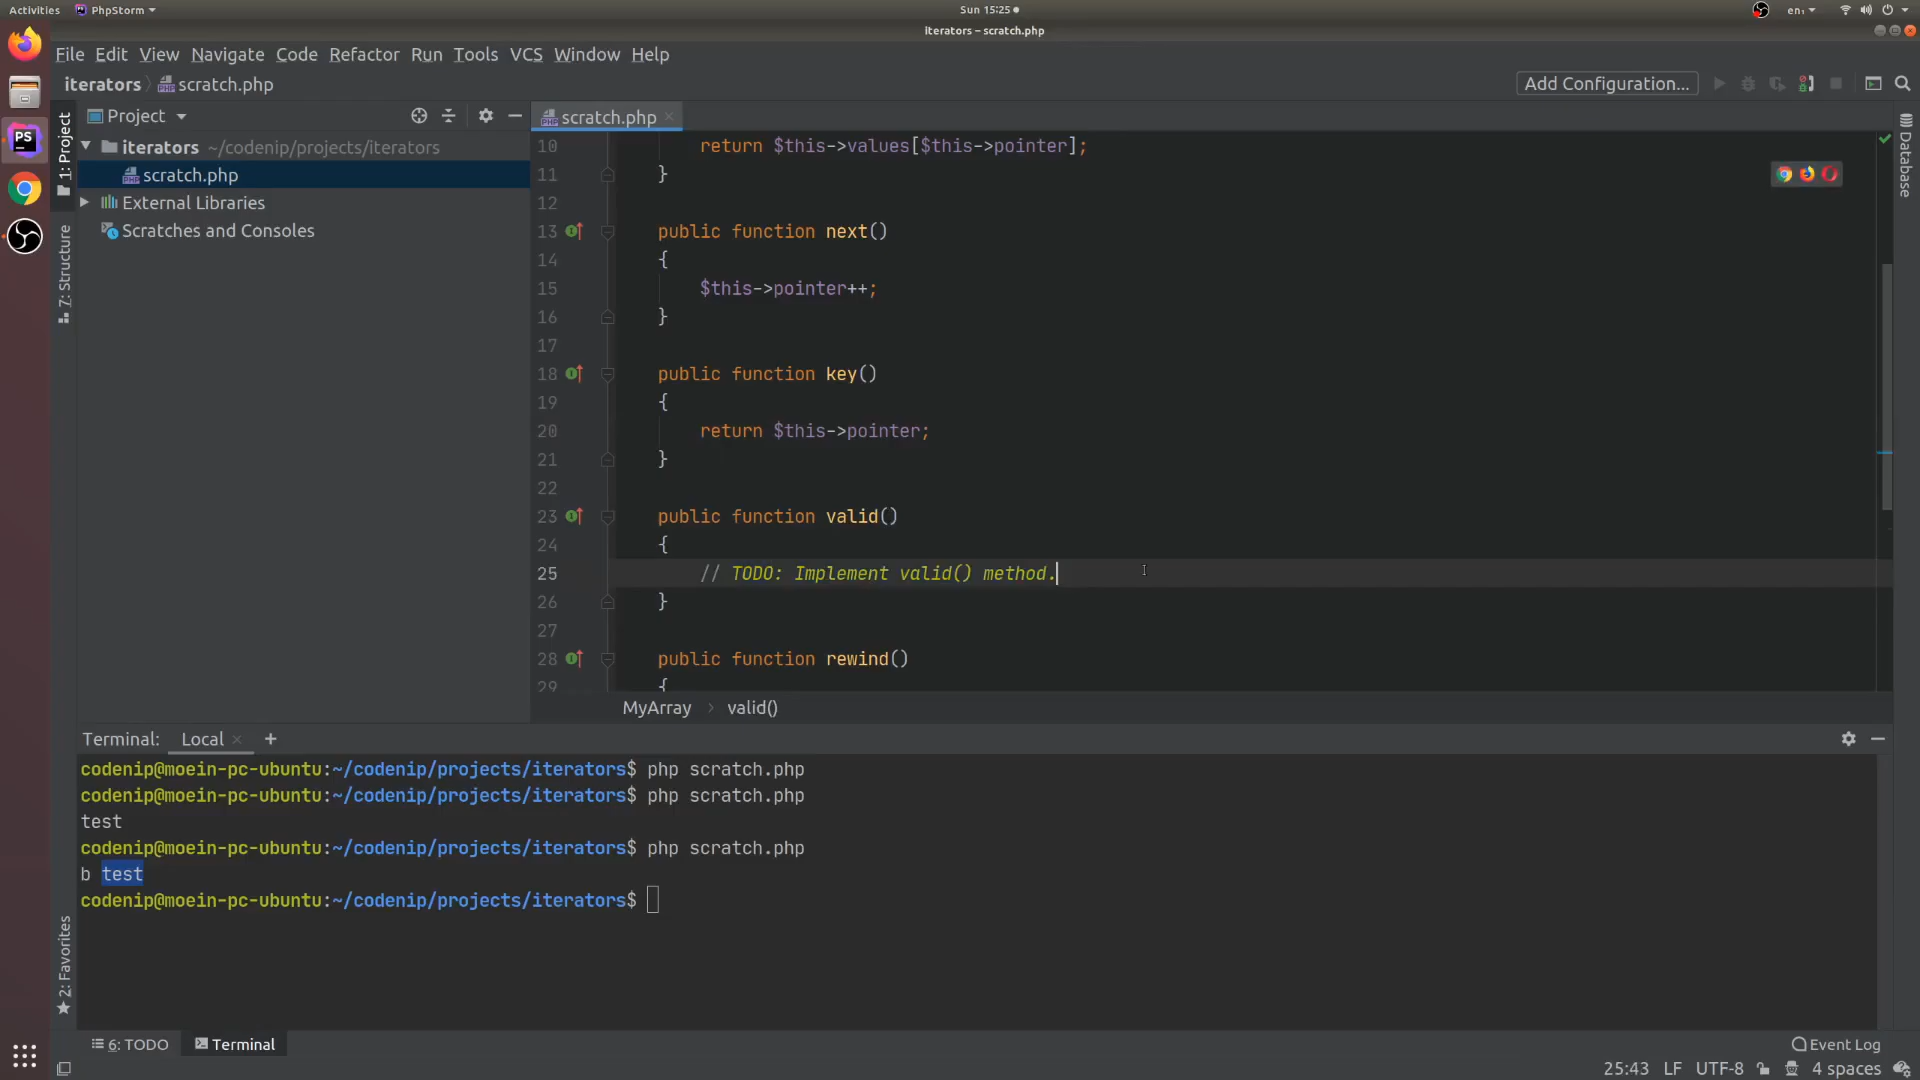 Activities PhpStorm Sun 15:25 en₁
iterators – scratch.php
File Edit View Navigate Code Refactor Run Tools VCS Window Help
iterators scratch.php Add Configuration...
Project scratch.php
1: Project
iterators ~/codenip/projects/iterators
scratch.php
External Libraries
Scratches and Consoles
7: Structure
Database
10 return $this->values[$this->pointer];
11 }
12
13 public function next()
14 {
15 $this->pointer++;
16 }
17
18 public function key()
19 {
20 return $this->pointer;
21 }
22
23 public function valid()
24 {
25 // TODO: Implement valid() method.
26 }
27
28 public function rewind()
29 {
MyArray › valid()
Terminal: Local +
codenip@moein-pc-ubuntu:~/codenip/projects/iterators$ php scratch.php
codenip@moein-pc-ubuntu:~/codenip/projects/iterators$ php scratch.php
test
codenip@moein-pc-ubuntu:~/codenip/projects/iterators$ php scratch.php
b test
codenip@moein-pc-ubuntu:~/codenip/projects/iterators$
2: Favorites
6: TODO Terminal Event Log
25:43 LF UTF-8 4 spaces